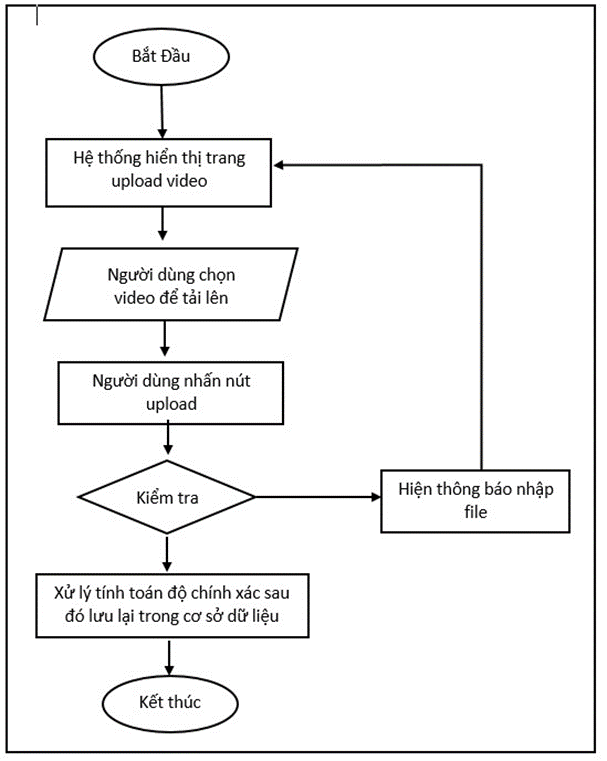 Bắt Đầu
Hệ thống hiển thị trang
upload video
Người dùng chọn
video để tải lên
Người dùng nhấn nút
upload
Kiểm tra
Hiện thông báo nhập
file
Xử lý tính toán độ chính xác sau
đó lưu lại trong cơ sở dữ liệu
Kết thúc